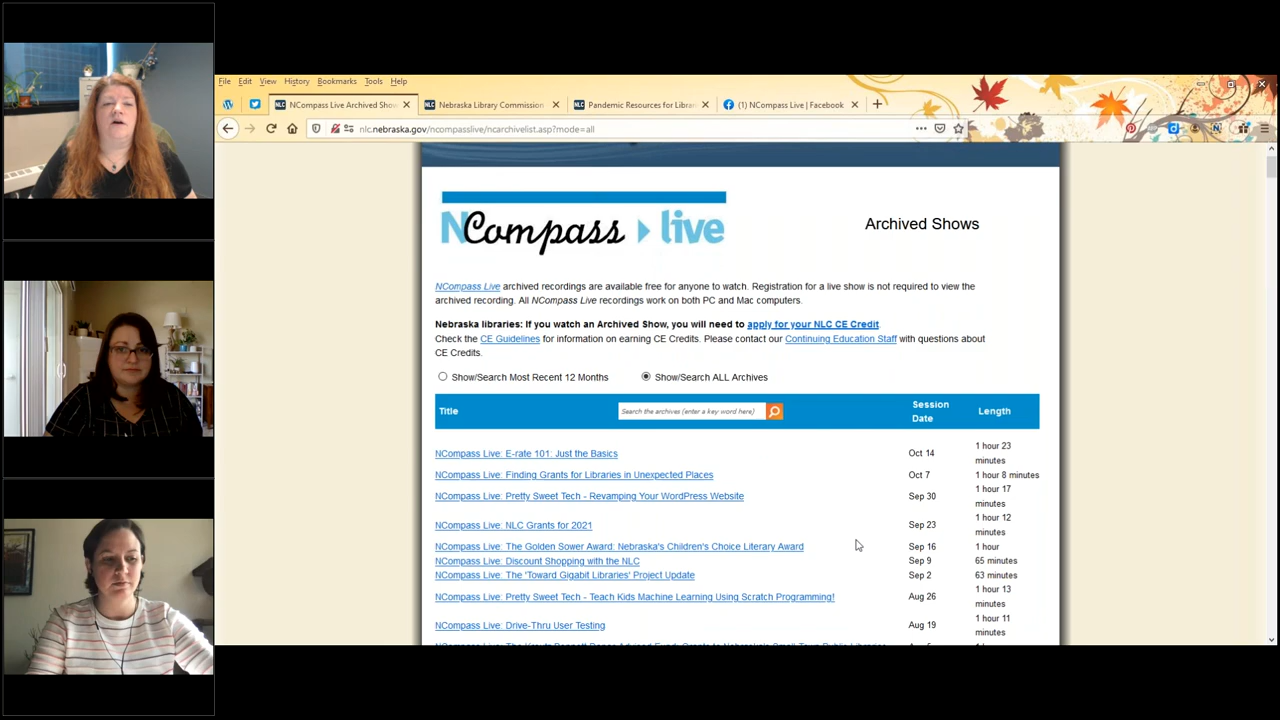 File Edit View History Bookmarks Tools Help
NLC NCompass Live Archived Show
NLC Nebraska Library Commission
NLC Pandemic Resources for Librar
(1) NCompass Live | Facebook
nlc.nebraska.gov/ncompasslive/ncarchivelist.asp?mode=all
NCompass live
Archived Shows
NCompass Live archived recordings are available free for anyone to watch. Registration for a live show is not required to view the
archived recording. All NCompass Live recordings work on both PC and Mac computers.
Nebraska libraries: If you watch an Archived Show, you will need to apply for your NLC CE Credit.
Check the CE Guidelines for information on earning CE Credits. Please contact our Continuing Education Staff with questions about
CE Credits.
Show/Search Most Recent 12 Months Show/Search ALL Archives
Title Search the archives (enter a key word here) Session Date Length
NCompass Live: E-rate 101: Just the Basics Oct 14 1 hour 23 minutes
NCompass Live: Finding Grants for Libraries in Unexpected Places Oct 7 1 hour 8 minutes
NCompass Live: Pretty Sweet Tech - Revamping Your WordPress Website Sep 30 1 hour 17 minutes
NCompass Live: NLC Grants for 2021 Sep 23 1 hour 12 minutes
NCompass Live: The Golden Sower Award: Nebraska's Children's Choice Literary Award Sep 16 1 hour
NCompass Live: Discount Shopping with the NLC Sep 9 65 minutes
NCompass Live: The 'Toward Gigabit Libraries' Project Update Sep 2 63 minutes
NCompass Live: Pretty Sweet Tech - Teach Kids Machine Learning Using Scratch Programming! Aug 26 1 hour 13 minutes
NCompass Live: Drive-Thru User Testing Aug 19 1 hour 11 minutes